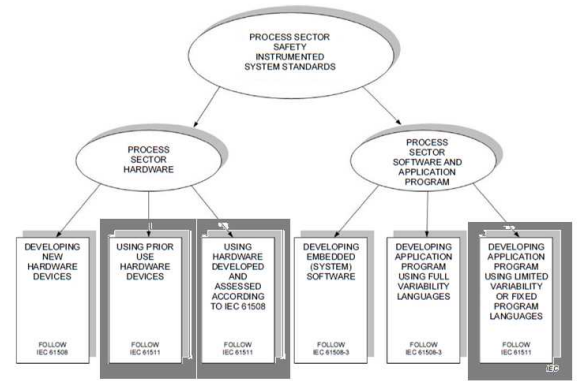 PROCESS SECTOR
SAFETY
INSTRUMENTED
SYSTEM STANDARDS
PROCESS
SECTOR
HARDWARE
PROCESS
SECTOR
SOFTWARE AND
APPLICATION
PROGRAM
DEVELOPING
NEW
HARDWARE
DEVICES
FOLLOW
IEC 61508
USING PRIOR
USE
HARDWARE
DEVICES
FOLLOW
IEC 61511
USING
HARDWARE
DEVELOPED
AND
ASSESSED
ACCORDING
TO IEC 61508
FOLLOW
IEC 61511
DEVELOPING
EMBEDDED
(SYSTEM)
SOFTWARE
FOLLOW
IEC 61508-3
DEVELOPING
APPLICATION
PROGRAM
USING FULL
VARIABILITY
LANGUAGES
FOLLOW
IEC 61508-3
DEVELOPING
APPLICATION
PROGRAM
USING LIMITED
VARIABILITY
OR FIXED
PROGRAM
LANGUAGES
FOLLOW
IEC 61511
IEC